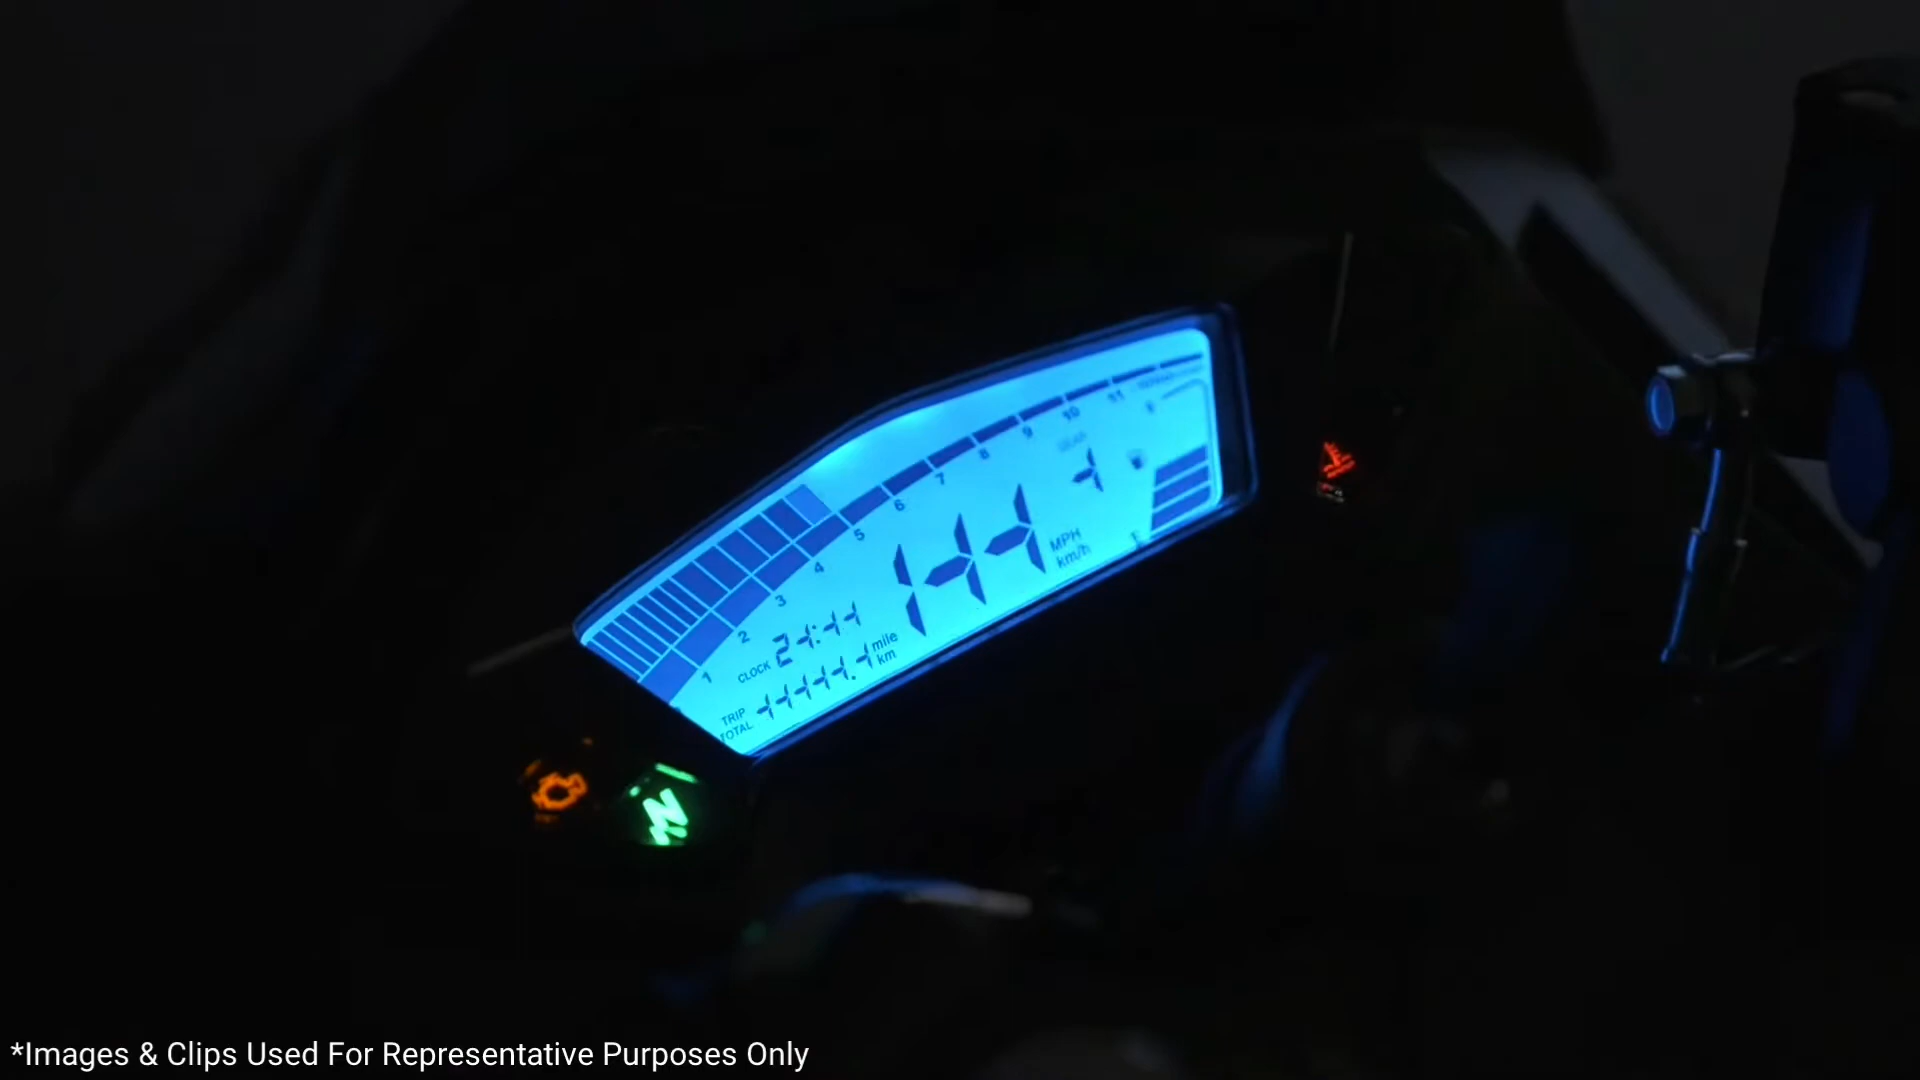 11
10
9
8
7
6
5
4
3
2
1
MPH
km/h
CLOCK
mile
km
TRIP
TOTAL
N
*Images & Clips Used For Representative Purposes Only